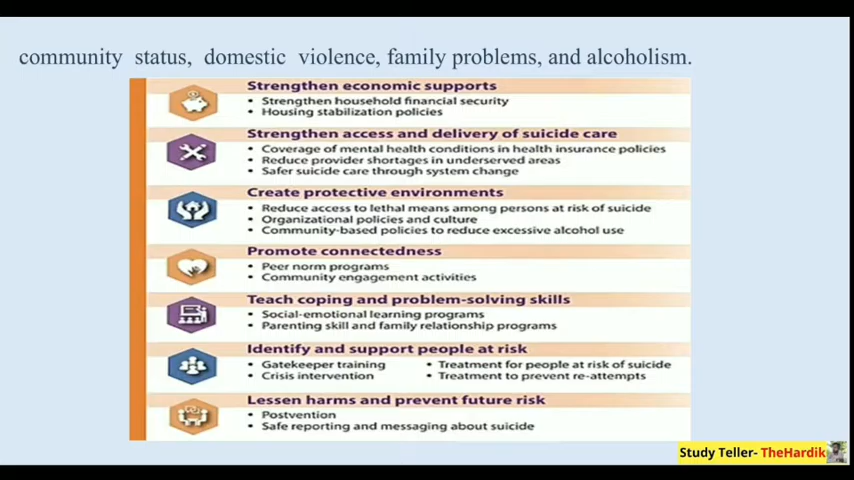 community status, domestic violence, family problems, and alcoholism.
Strengthen economic supports
• Strengthen household financial security
• Housing stabilization policies
Strengthen access and delivery of suicide care
• Coverage of mental health conditions in health insurance policies
• Reduce provider shortages in underserved areas
• Safer suicide care through system change
Create protective environments
• Reduce access to lethal means among persons at risk of suicide
• Organizational policies and culture
• Community-based policies to reduce excessive alcohol use
Promote connectedness
• Peer norm programs
• Community engagement activities
Teach coping and problem-solving skills
• Social-emotional learning programs
• Parenting skill and family relationship programs
Identify and support people at risk
• Gatekeeper training • Treatment for people at risk of suicide
• Crisis intervention • Treatment to prevent re-attempts
Lessen harms and prevent future risk
• Postvention
• Safe reporting and messaging about suicide
Study Teller- TheHardik